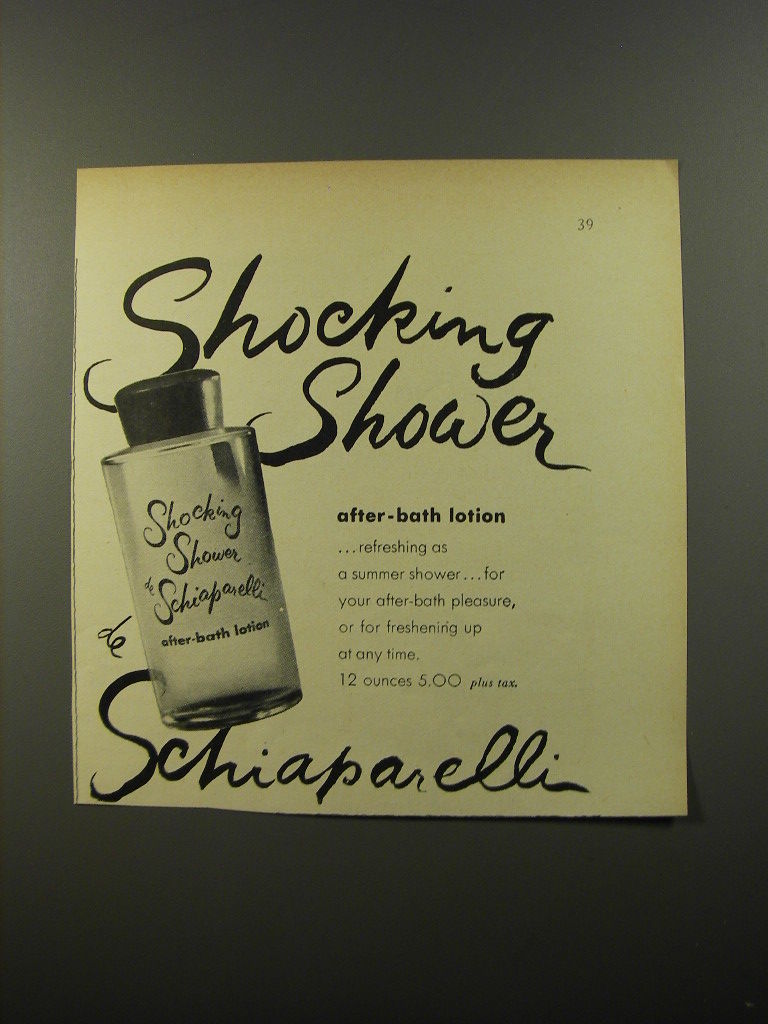 39
Shocking
Shower
Shocking
Shower
de
Schiaparelli
after-bath lotion
after-bath lotion
...refreshing as
a summer shower...for
your after-bath pleasure,
or for freshening up
at any time.
12 ounces 5.00 plus tax.
de
Schiaparelli